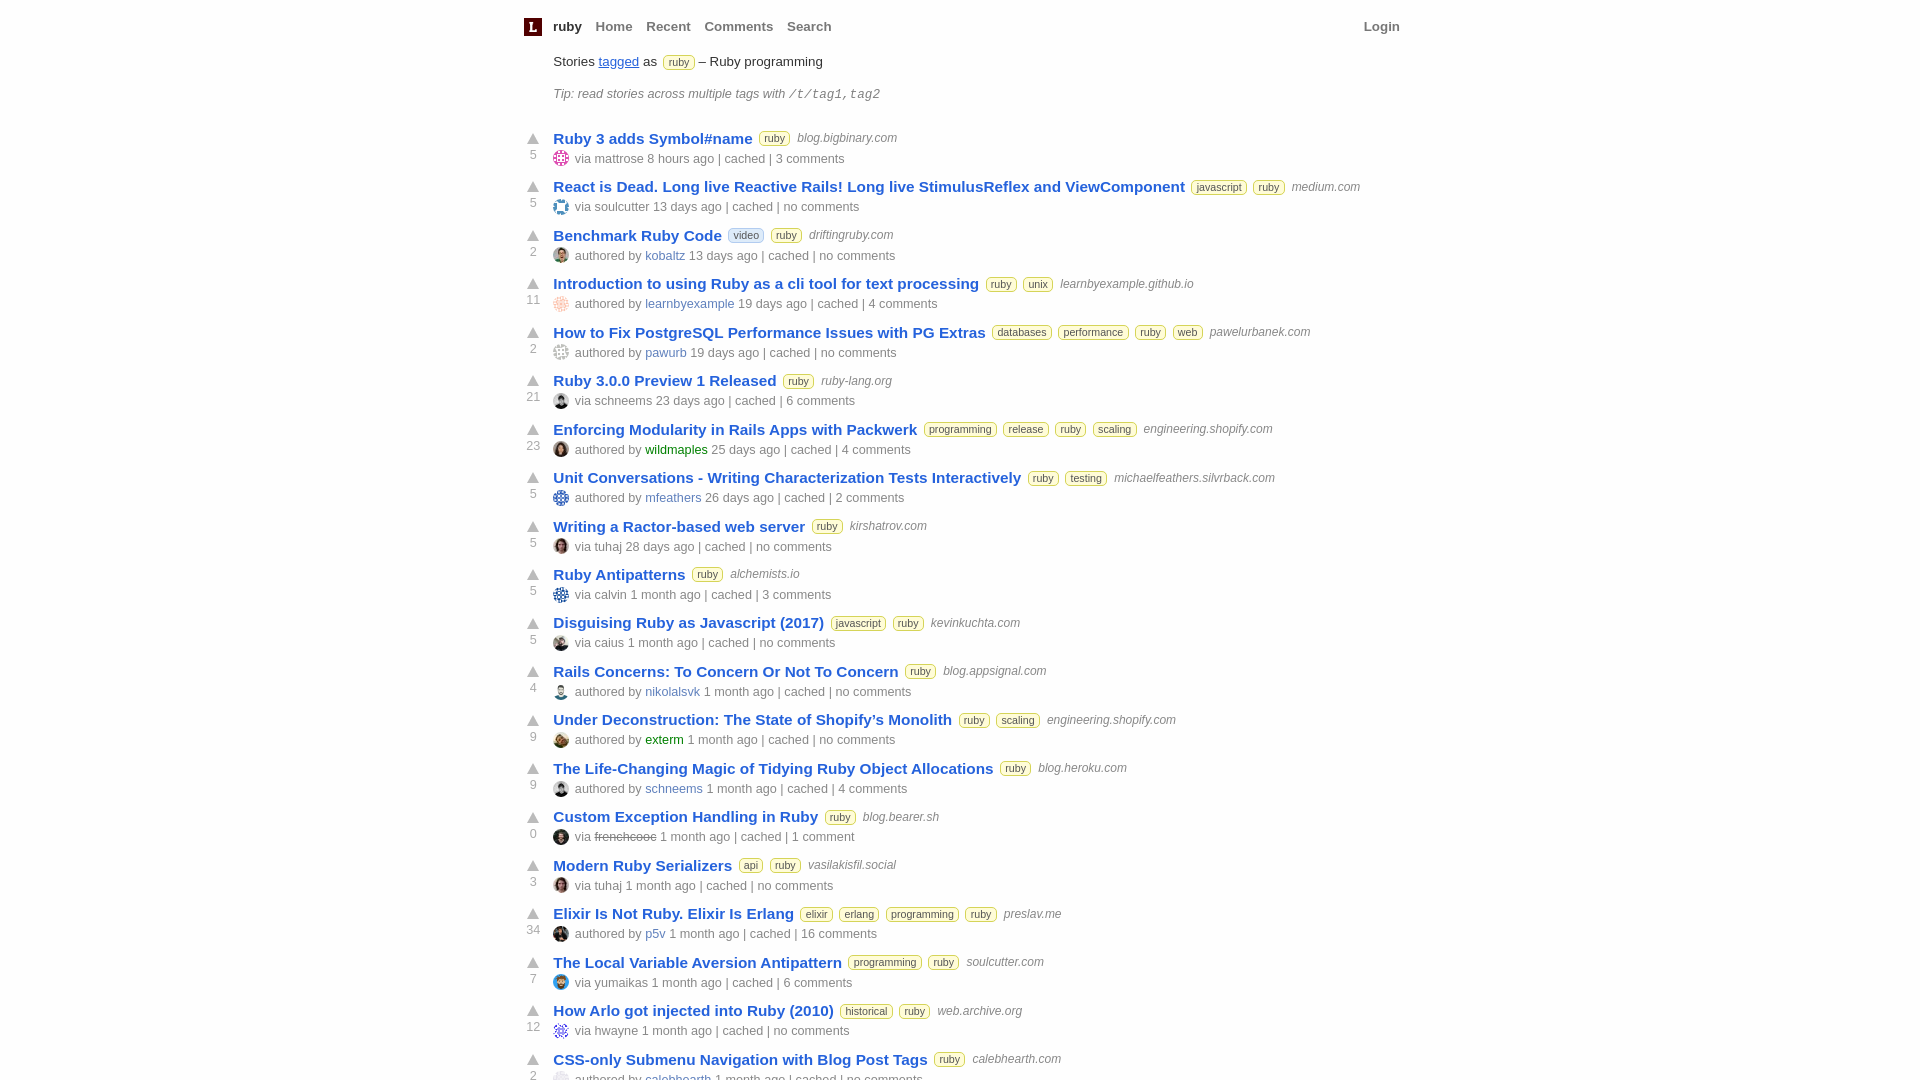 L ruby Home Recent Comments Search Login
Stories tagged as ruby – Ruby programming
Tip: read stories across multiple tags with /t/tag1,tag2
Ruby 3 adds Symbol#name ruby blog.bigbinary.com
5 via mattrose 8 hours ago | cached | 3 comments
React is Dead. Long live Reactive Rails! Long live StimulusReflex and ViewComponent javascript ruby medium.com
5 via soulcutter 13 days ago | cached | no comments
Benchmark Ruby Code video ruby driftingruby.com
2 authored by kobaltz 13 days ago | cached | no comments
Introduction to using Ruby as a cli tool for text processing ruby unix learnbyexample.github.io
11 authored by learnbyexample 19 days ago | cached | 4 comments
How to Fix PostgreSQL Performance Issues with PG Extras databases performance ruby web pawelurbanek.com
2 authored by pawurb 19 days ago | cached | no comments
Ruby 3.0.0 Preview 1 Released ruby ruby-lang.org
21 via schneems 23 days ago | cached | 6 comments
Enforcing Modularity in Rails Apps with Packwerk programming release ruby scaling engineering.shopify.com
23 authored by wildmaples 25 days ago | cached | 4 comments
Unit Conversations - Writing Characterization Tests Interactively ruby testing michaelfeathers.silvrback.com
5 authored by mfeathers 26 days ago | cached | 2 comments
Writing a Ractor-based web server ruby kirshatrov.com
5 via tuhaj 28 days ago | cached | no comments
Ruby Antipatterns ruby alchemists.io
5 via calvin 1 month ago | cached | 3 comments
Disguising Ruby as Javascript (2017) javascript ruby kevinkuchta.com
5 via caius 1 month ago | cached | no comments
Rails Concerns: To Concern Or Not To Concern ruby blog.appsignal.com
4 authored by nikolalsvk 1 month ago | cached | no comments
Under Deconstruction: The State of Shopify’s Monolith ruby scaling engineering.shopify.com
9 authored by exterm 1 month ago | cached | no comments
The Life-Changing Magic of Tidying Ruby Object Allocations ruby blog.heroku.com
9 authored by schneems 1 month ago | cached | 4 comments
Custom Exception Handling in Ruby ruby blog.bearer.sh
0 via frenchcooc 1 month ago | cached | 1 comment
Modern Ruby Serializers api ruby vasilakisfil.social
3 via tuhaj 1 month ago | cached | no comments
Elixir Is Not Ruby. Elixir Is Erlang elixir erlang programming ruby preslav.me
34 authored by p5v 1 month ago | cached | 16 comments
The Local Variable Aversion Antipattern programming ruby soulcutter.com
7 via yumaikas 1 month ago | cached | 6 comments
How Arlo got injected into Ruby (2010) historical ruby web.archive.org
12 via hwayne 1 month ago | cached | no comments
CSS-only Submenu Navigation with Blog Post Tags ruby calebhearth.com
2 authored by calebhearth 1 month ago | cached | no comments